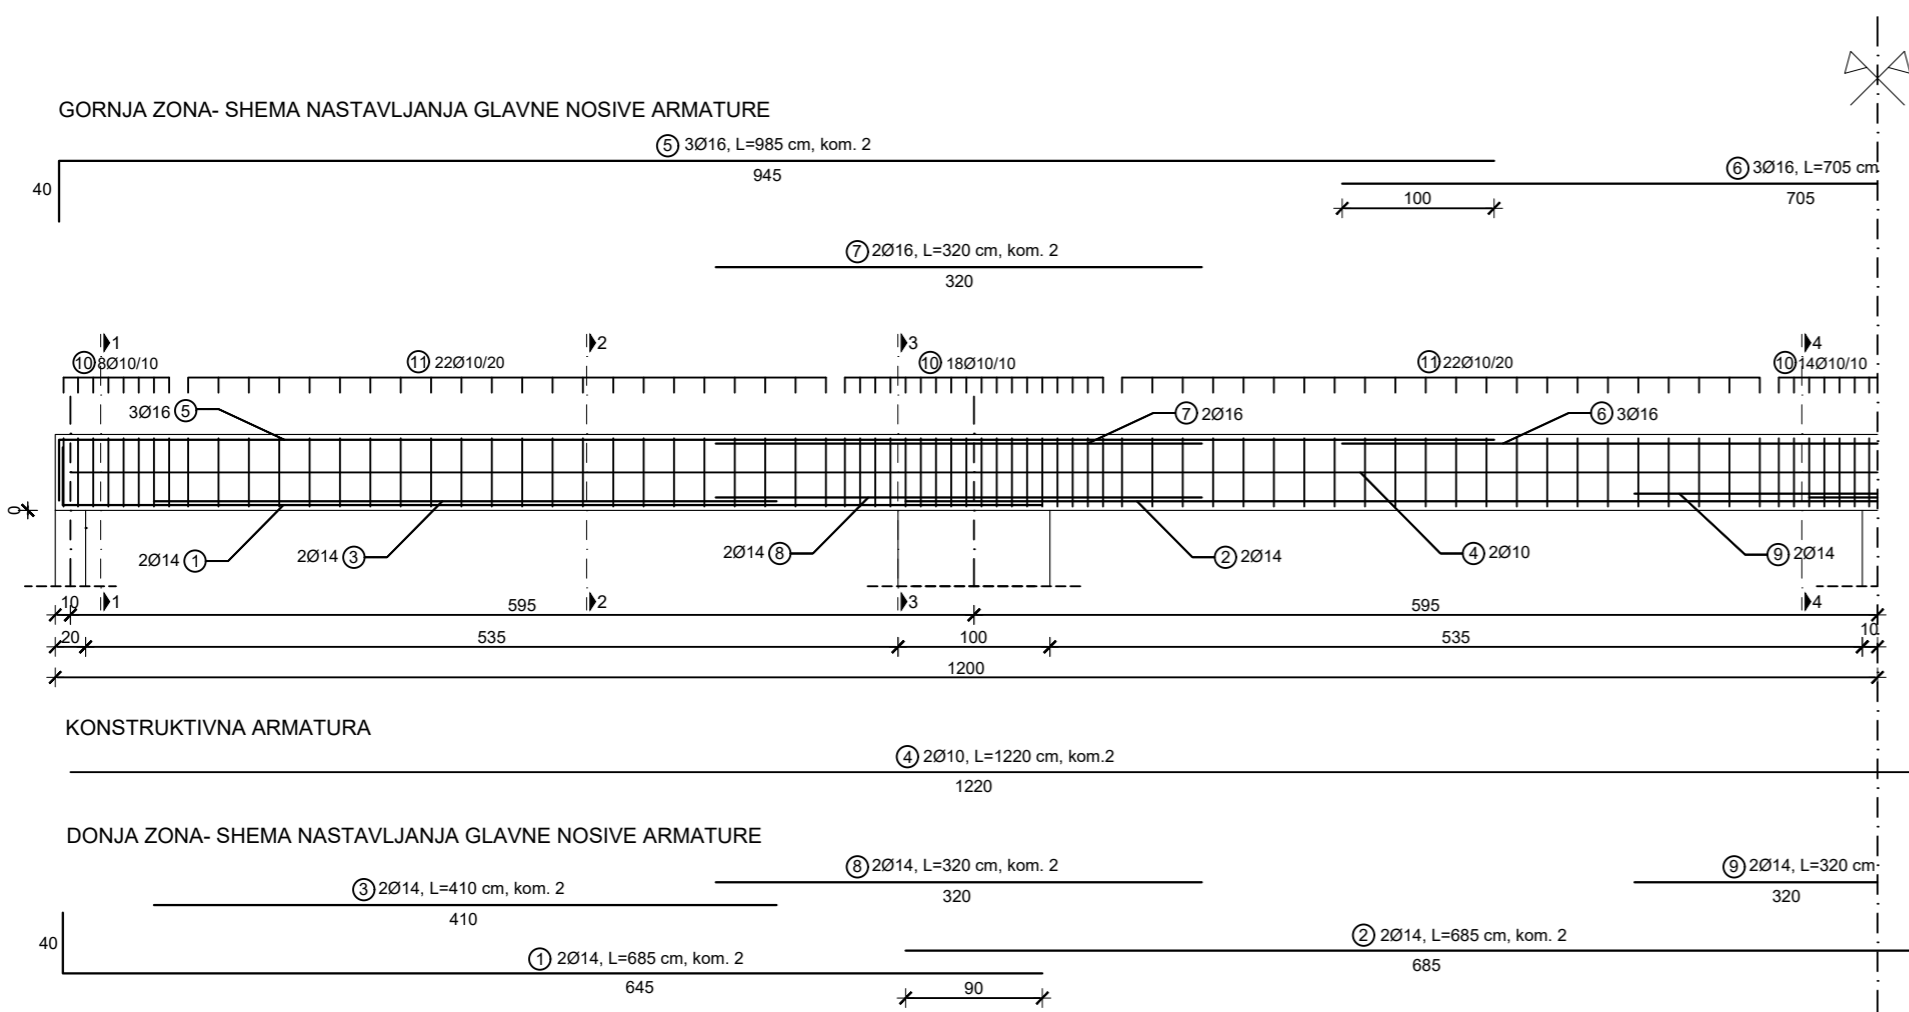 GORNJA ZONA- SHEMA NASTAVLJANJA GLAVNE NOSIVE ARMATURE
5 3Ø16, L=985 cm, kom. 2
945
40
6 3Ø16, L=705 cm
705
100
7 2Ø16, L=320 cm, kom. 2
320
1 2 3 4
10 8Ø10/10 11 22Ø10/20 10 18Ø10/10 11 22Ø10/20 10 14Ø10/10
3Ø16 5 7 2Ø16 6 3Ø16
0
2Ø14 1 2Ø14 3 2Ø14 8 2 2Ø14 4 2Ø10 9 2Ø14
1 2 3 4
10 595 595
20 535 100 535 10
1200
KONSTRUKTIVNA ARMATURA
4 2Ø10, L=1220 cm, kom.2
1220
DONJA ZONA- SHEMA NASTAVLJANJA GLAVNE NOSIVE ARMATURE
8 2Ø14, L=320 cm, kom. 2
320
9 2Ø14, L=320 cm
320
3 2Ø14, L=410 cm, kom. 2
410
40
2 2Ø14, L=685 cm, kom. 2
685
1 2Ø14, L=685 cm, kom. 2
645
90